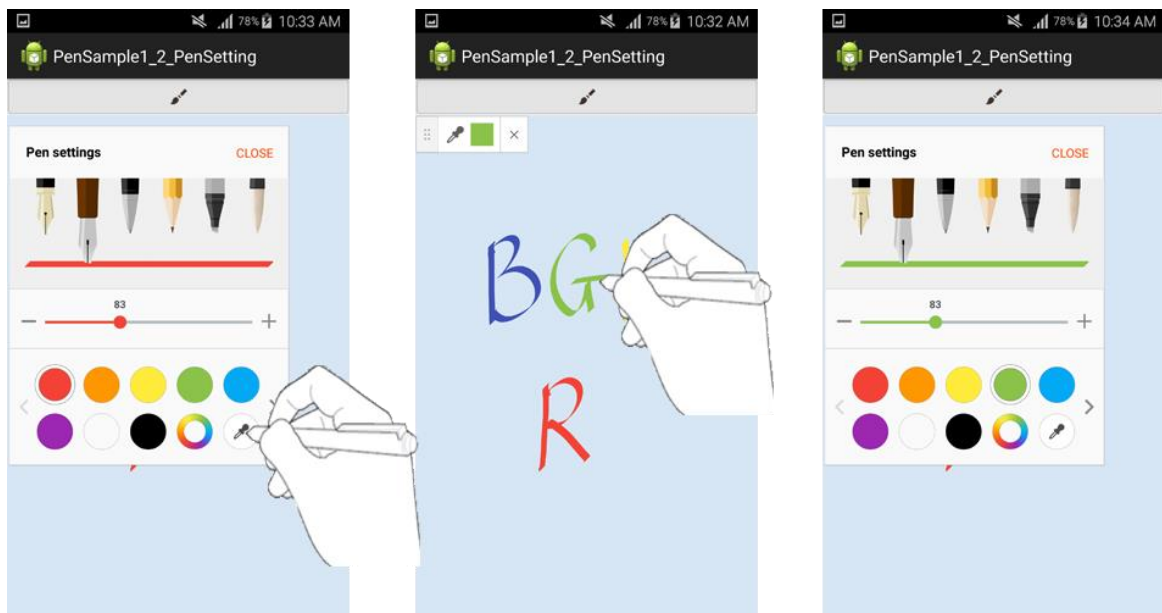 78% 10:33 AM
PenSample1_2_PenSetting
Pen settings
CLOSE
83
78% 10:32 AM
PenSample1_2_PenSetting
BG
R
78% 10:34 AM
PenSample1_2_PenSetting
Pen settings
CLOSE
83